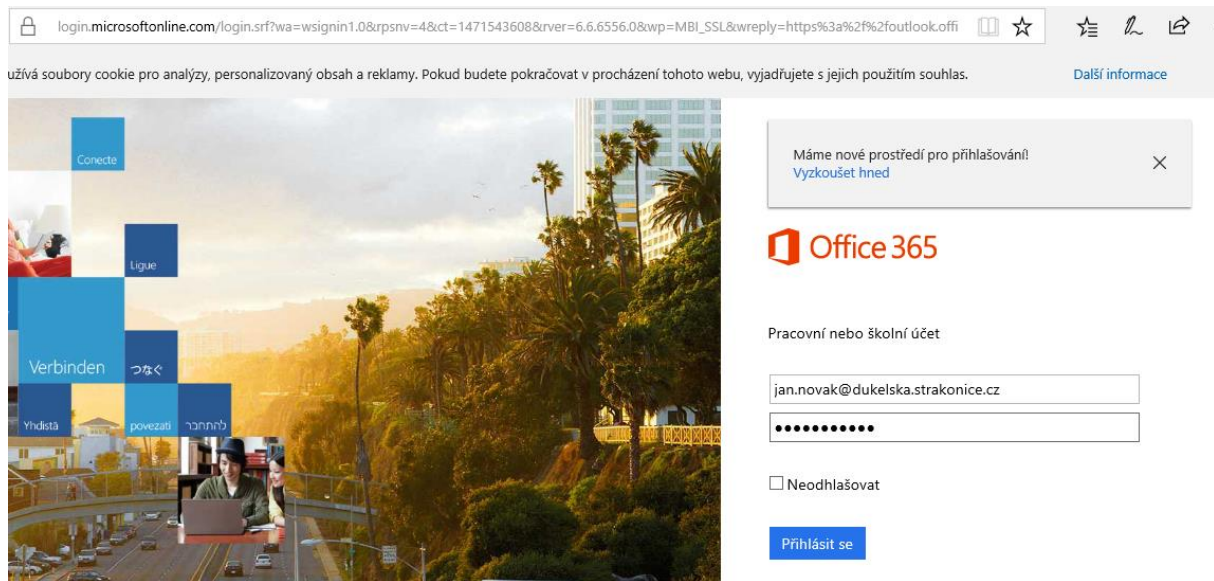 login.microsoftonline.com/login.srf?wa=wsignin1.0&rpsnv=4&ct=1471543608&rver=6.6.6556.0&wp=MBI_SSL&wreply=https%3a%2f%2foutlook.offi
užívá soubory cookie pro analýzy, personalizovaný obsah a reklamy. Pokud budete pokračovat v procházení tohoto webu, vyjadřujete s jejich použitím souhlas.
Další informace
Conecte
Ligue
Verbinden
つなぐ
Yhdistä
povezati
להתחבר
Máme nové prostředí pro přihlašování!
Vyzkoušet hned
Office 365
Pracovní nebo školní účet
jan.novak@dukelska.strakonice.cz
Neodhlašovat
Přihlásit se